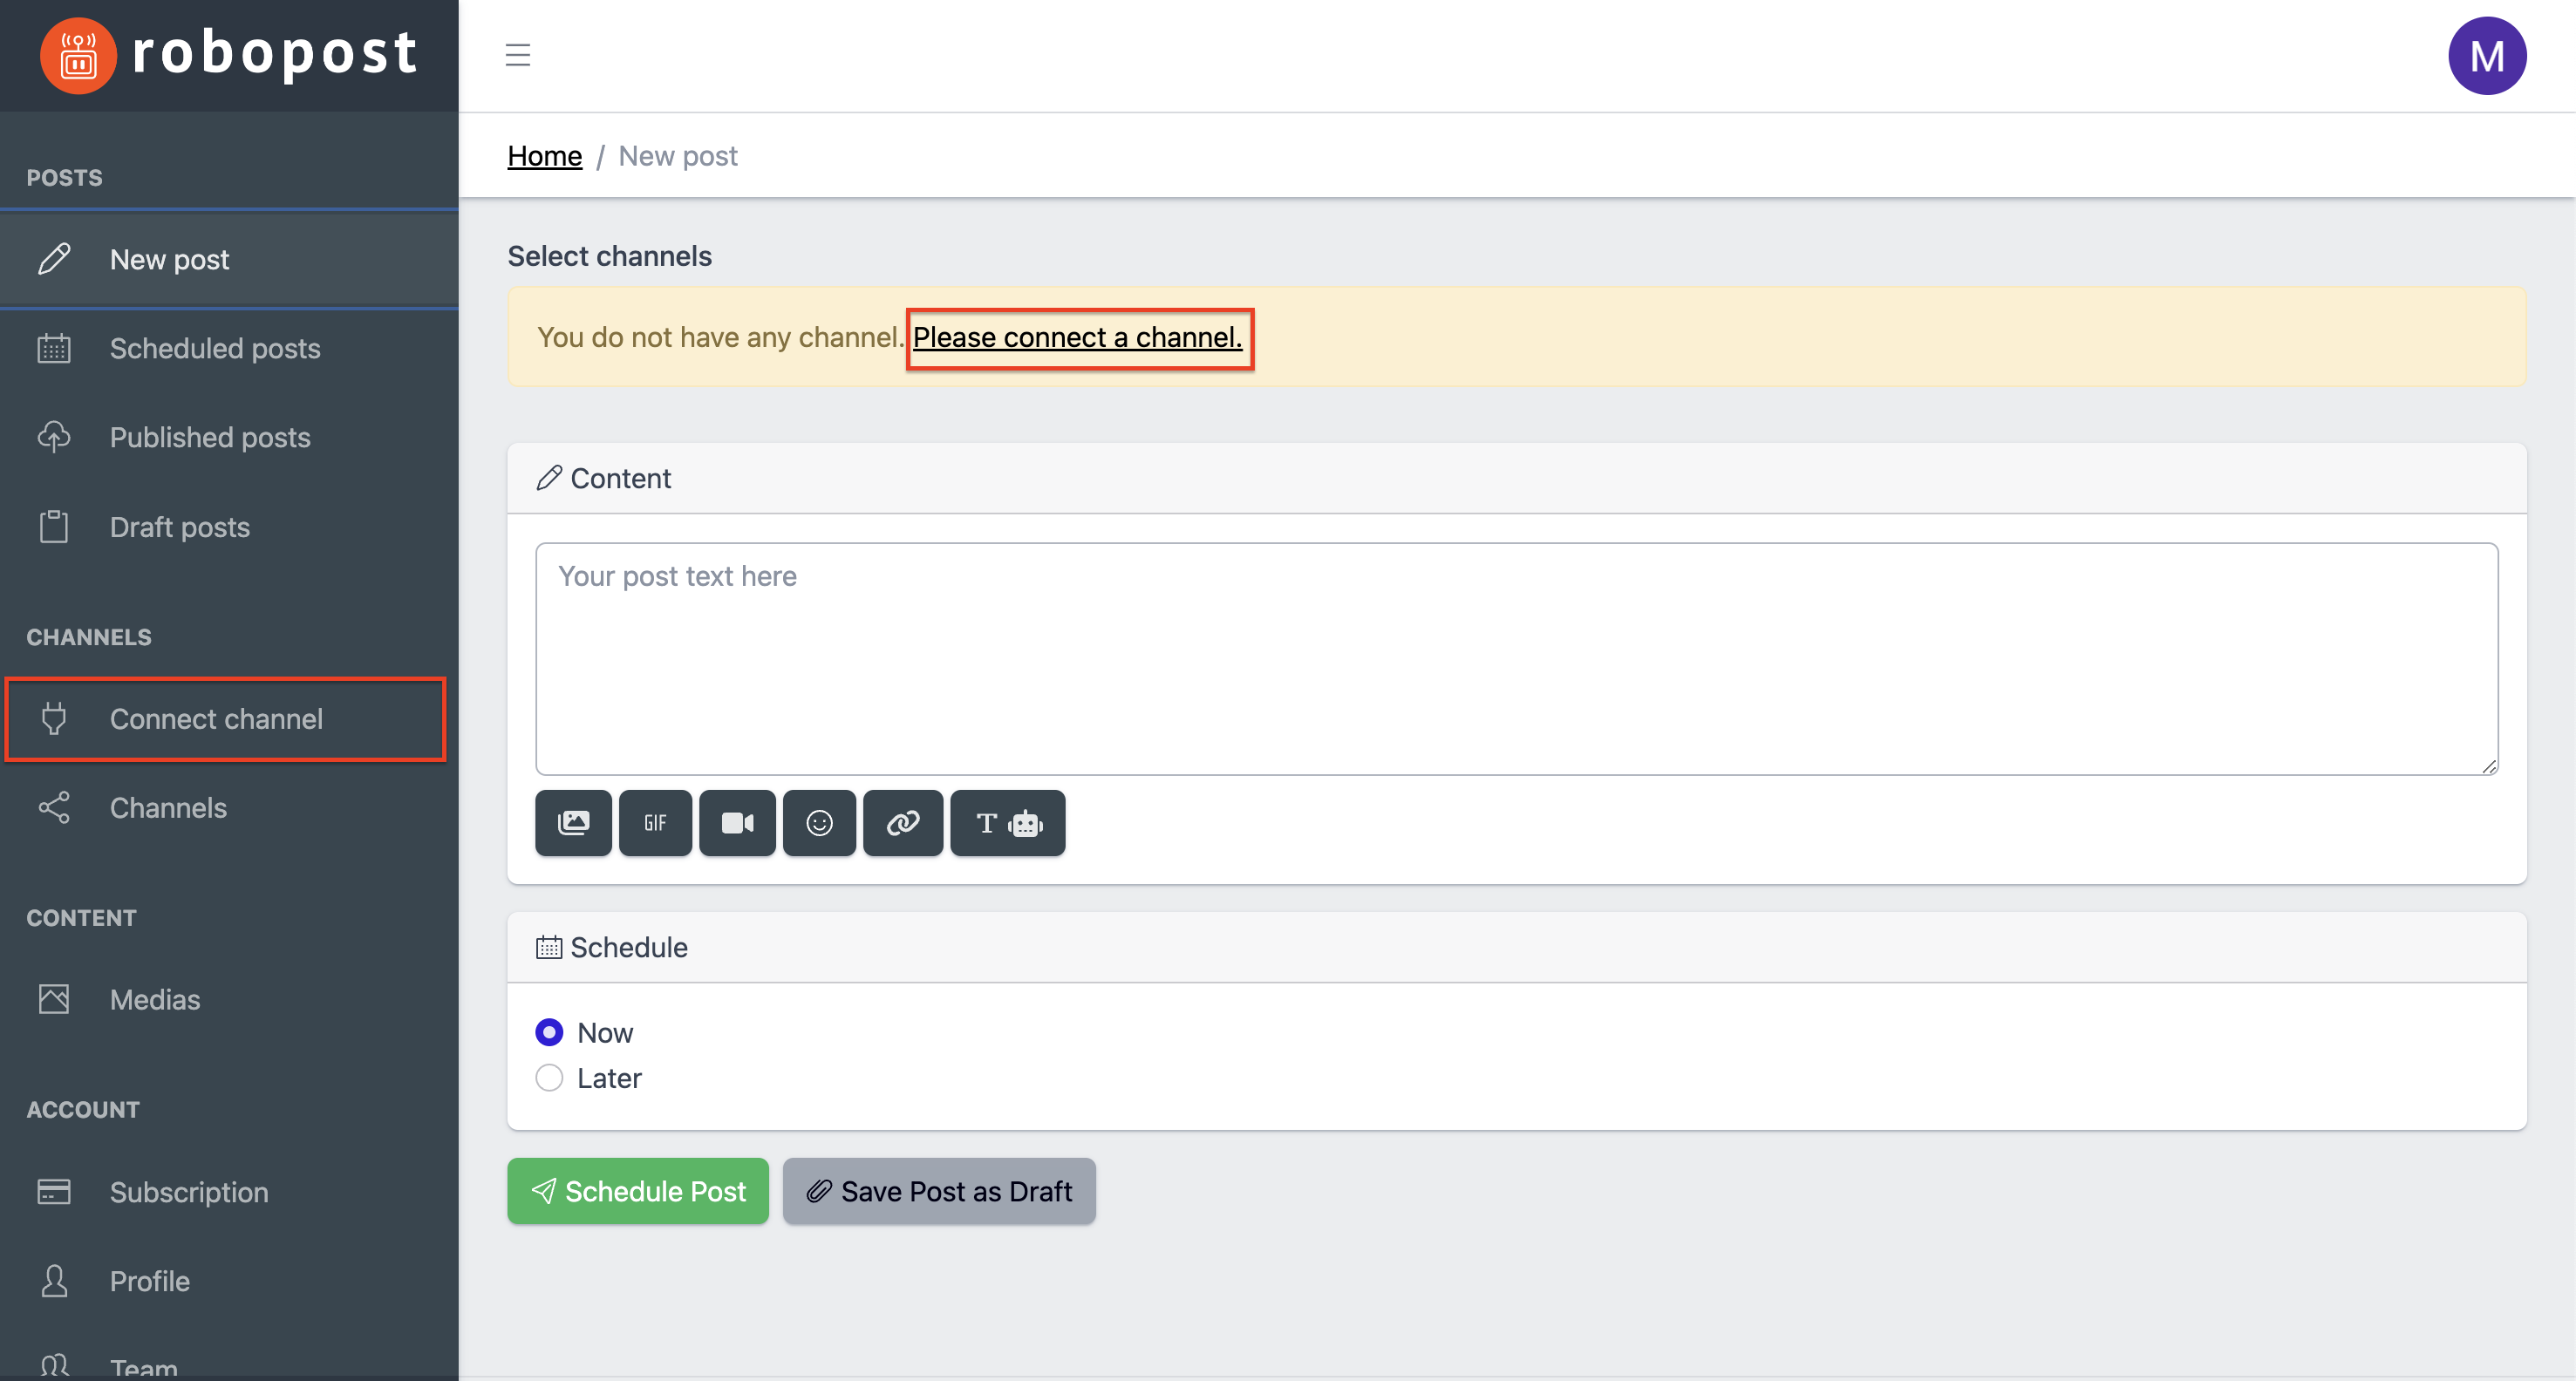 robopost
M
POSTS
New post
Scheduled posts
Published posts
Draft posts
CHANNELS
Connect channel
Channels
CONTENT
Medias
ACCOUNT
Subscription
Profile
Team
Home / New post
Select channels
You do not have any channel. Please connect a channel.
Content
Your post text here
GIF
T
Schedule
Now
Later
Schedule Post
Save Post as Draft